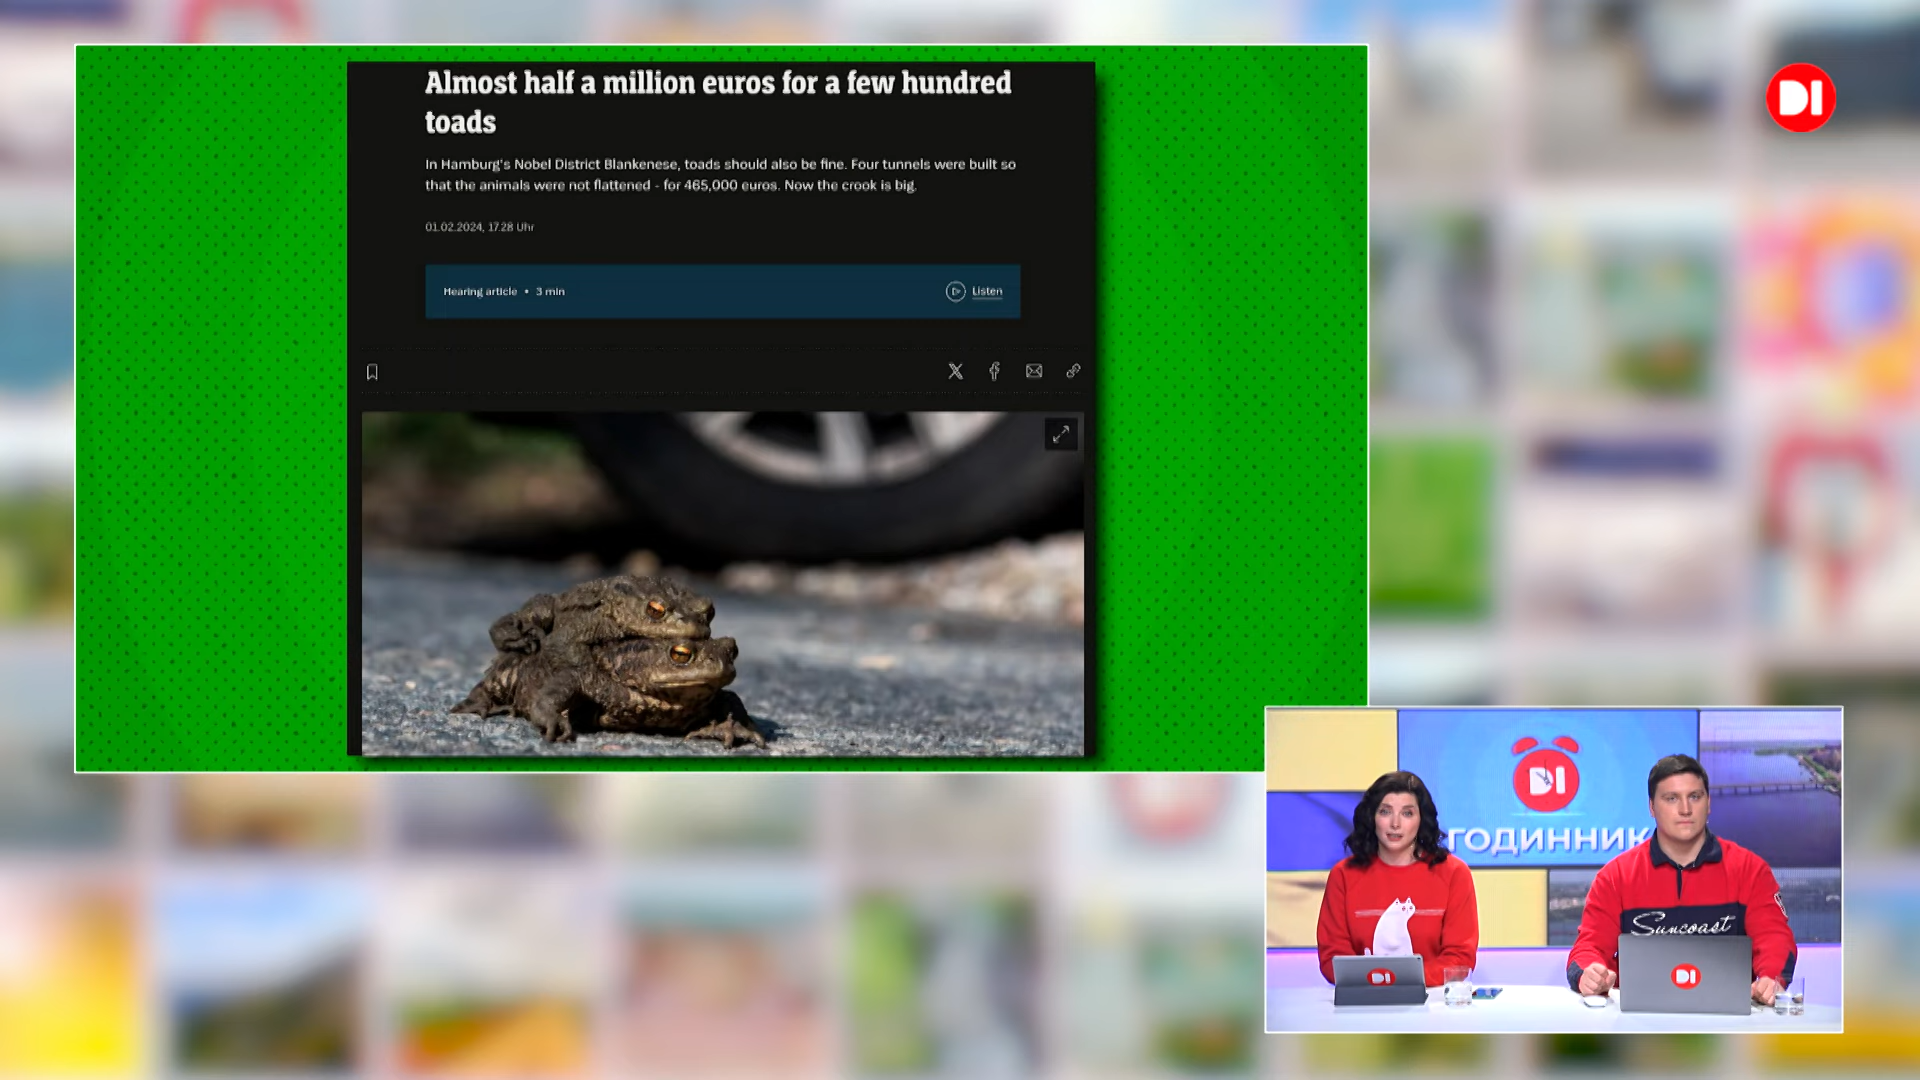 Almost half a million euros for a few hundred
toads
In Hamburg's Nobel District Blankenese, toads should also be fine. Four tunnels were built so
that the animals were not flattened - for 465,000 euros. Now the crook is big.
01.02.2024, 17.28 Uhr
Hearing article • 3 min
Listen
DI
DI
ГОДИННИК
Suncoast
DI
DI